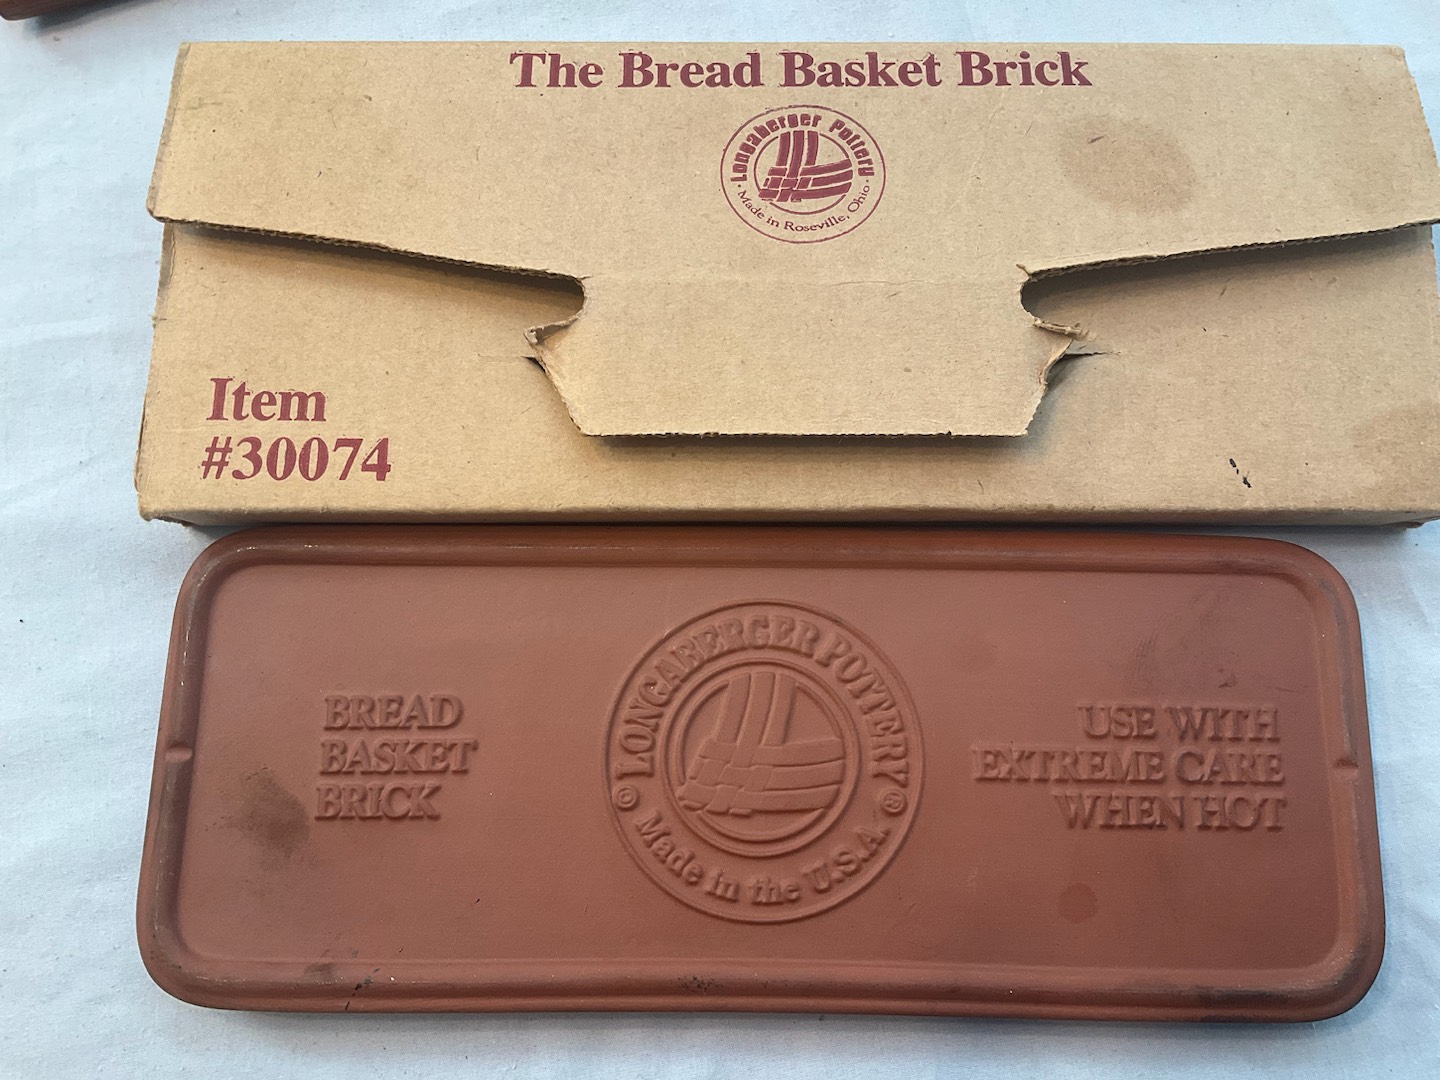 The Bread Basket Brick
Longaberger Pottery
• Made in Roseville, Ohio •
Item
#30074
BREAD
BASKET
BRICK
LONGABERGER POTTERY
© Made in the U.S.A. ®
USE WITH
EXTREME CARE
WHEN HOT